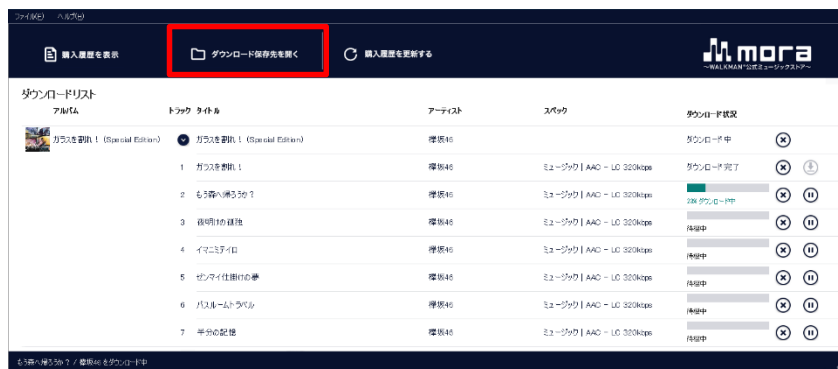 ファイル(F) ヘルプ(H)
購入履歴を表示 ダウンロード保存先を開く 購入履歴を更新する mora
～WALKMAN®公式ミュージックストア～
ダウンロードリスト
アルバム トラック タイトル アーティスト スペック ダウンロード状況
ガラスを割れ！ (Special Edition) ガラスを割れ！ (Special Edition) 欅坂46 ダウンロード中
1 ガラスを割れ！ 欅坂46 ミュージック | AAC - LC 320kbps ダウンロード完了
2 もう森へ帰ろうか？ 欅坂46 ミュージック | AAC - LC 320kbps
ダウンロード中
3 夜明けの孤独 欅坂46 ミュージック | AAC - LC 320kbps 待機中
4 イマニミテイロ 欅坂46 ミュージック | AAC - LC 320kbps 待機中
5 ゼンマイ仕掛けの夢 欅坂46 ミュージック | AAC - LC 320kbps 待機中
6 バスルームトラベル 欅坂46 ミュージック | AAC - LC 320kbps 待機中
7 半分の記憶 欅坂46 ミュージック | AAC - LC 320kbps 待機中
もう森へ帰ろうか？ / 欅坂46 をダウンロード中